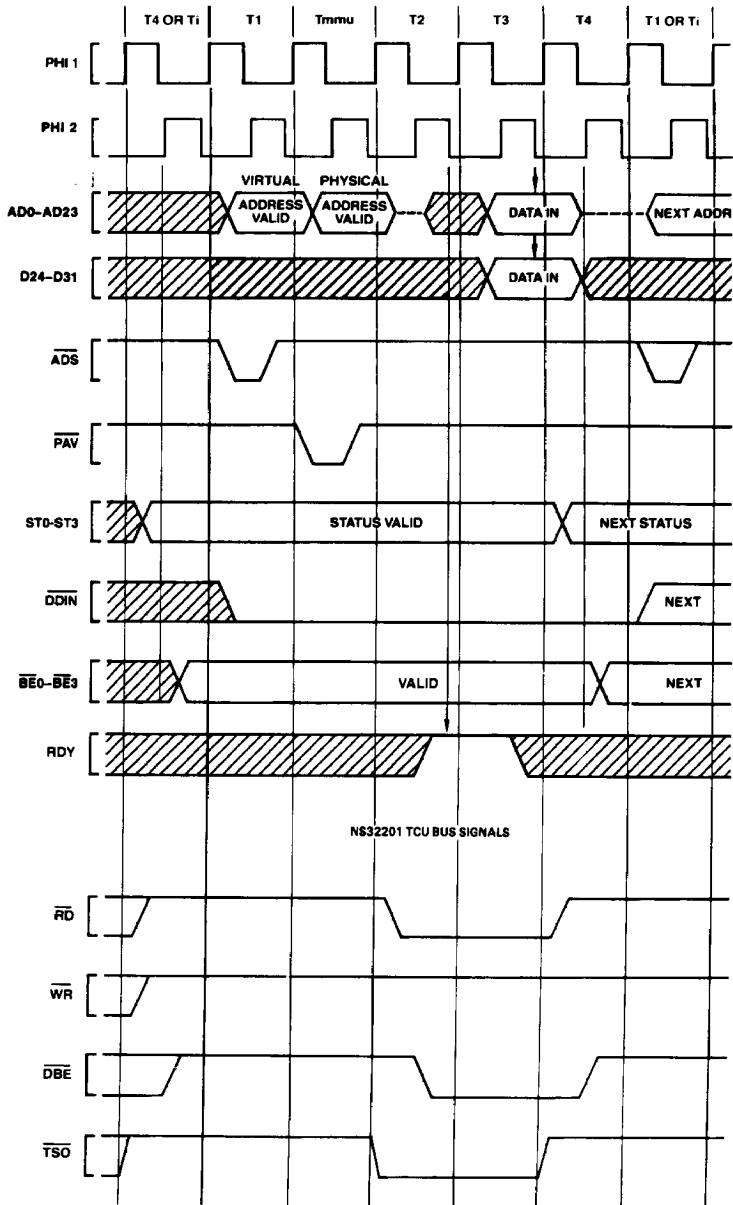 T4 OR Ti T1 Tmmu T2 T3 T4 T1 OR Ti
PHI 1
PHI 2
VIRTUAL PHYSICAL
AD0–AD23 ADDRESS VALID ADDRESS VALID DATA IN NEXT ADDR
D24–D31 DATA IN
ADS
PAV
ST0-ST3 STATUS VALID NEXT STATUS
DDIN NEXT
BE0–BE3 VALID NEXT
RDY
NS32201 TCU BUS SIGNALS
RD
WR
DBE
TSO